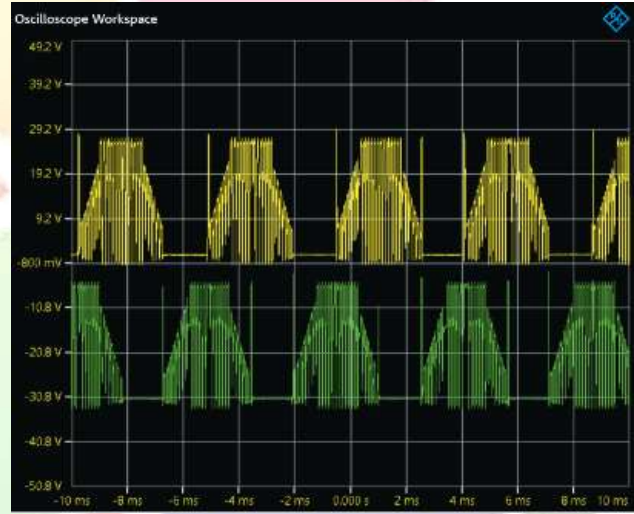 Oscilloscope Workspace
49.2 V
39.2 V
29.2 V
19.2 V
9.2 V
-800 mV
-10.8 V
-20.8 V
-30.8 V
-40.8 V
-50.8 V
-10 ms -8 ms -6 ms -4 ms -2 ms 0.000 s 2 ms 4 ms 6 ms 8 ms 10 ms